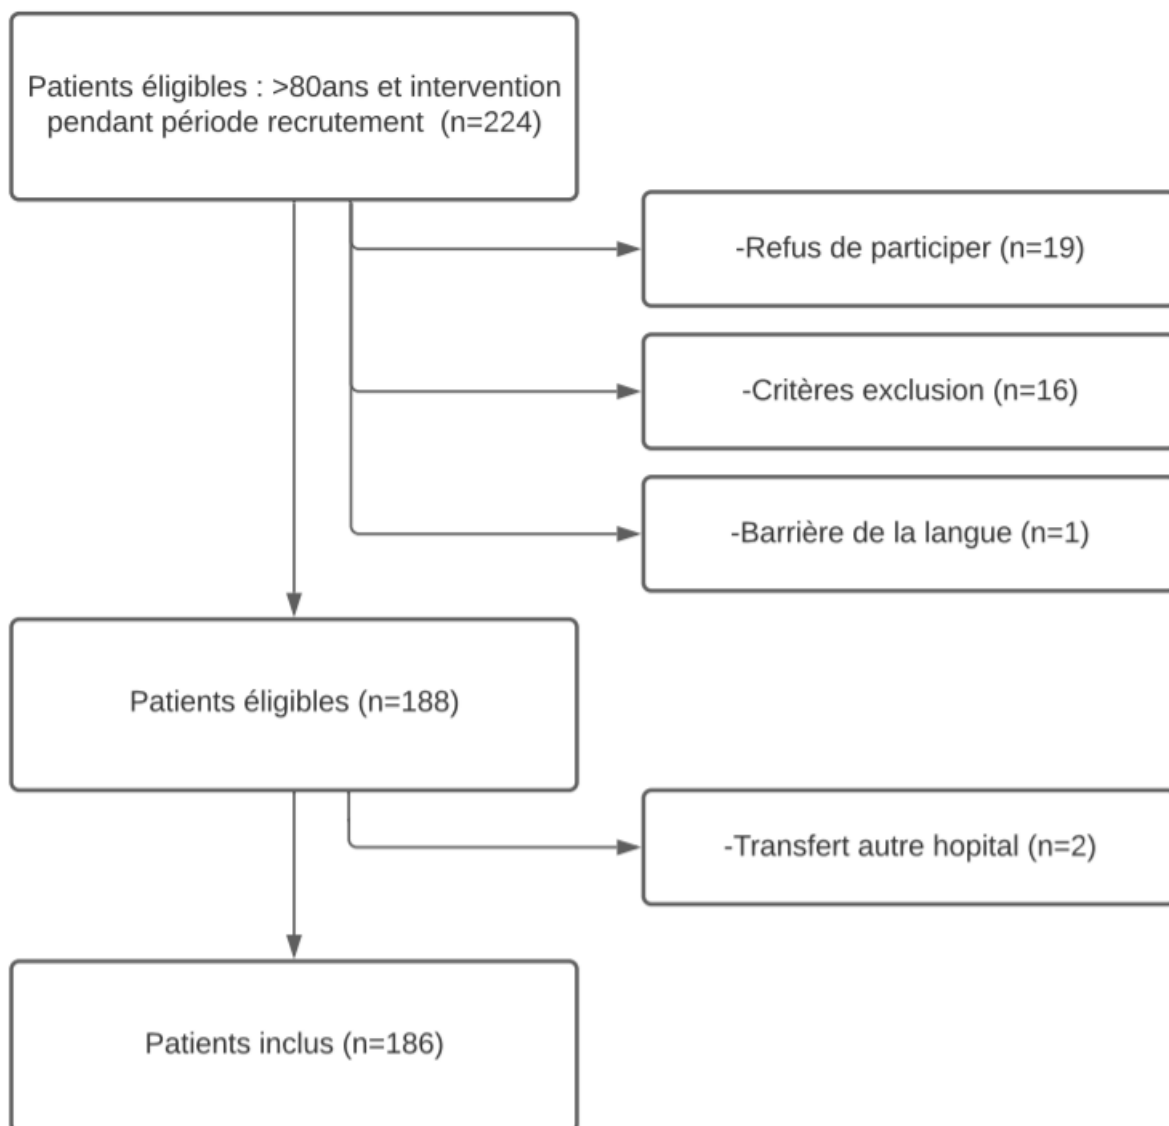 Patients éligibles : >80ans et intervention
pendant période recrutement  (n=224)
-Refus de participer (n=19)
-Critères exclusion (n=16)
-Barrière de la langue (n=1)
Patients éligibles (n=188)
-Transfert autre hopital (n=2)
Patients inclus (n=186)